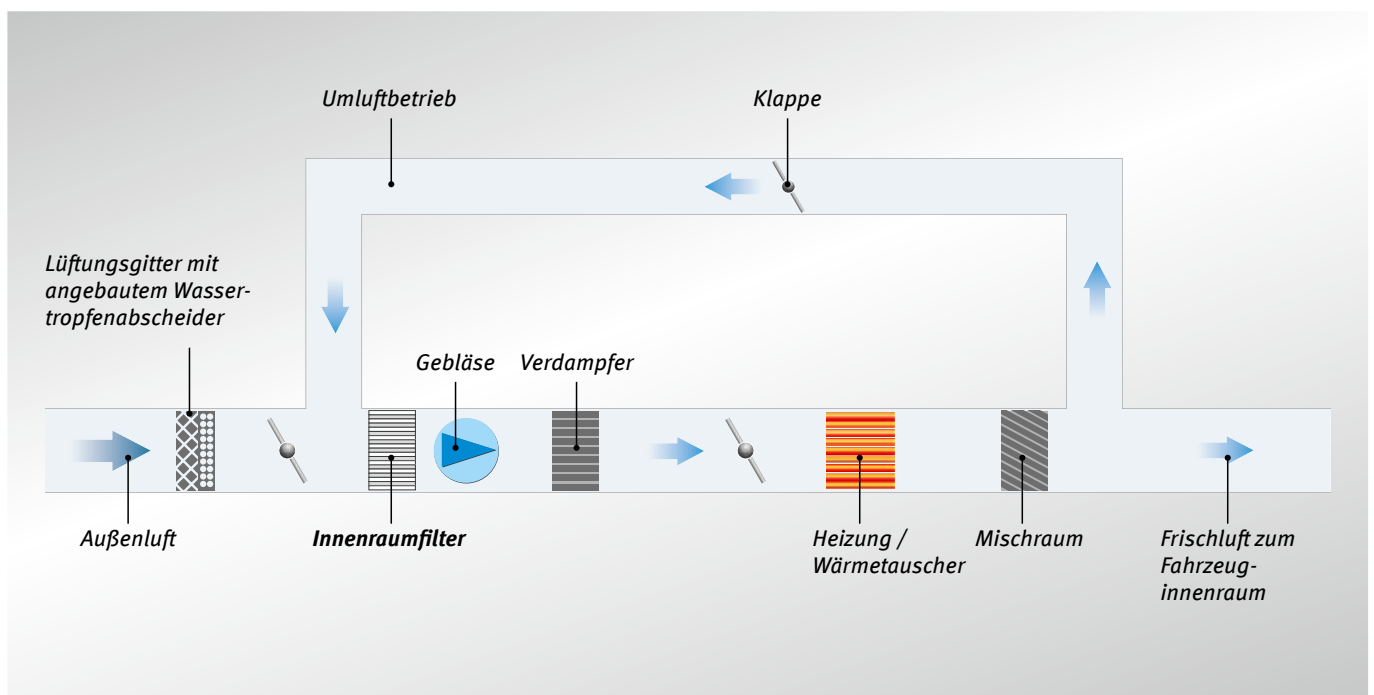 Umluftbetrieb
Klappe
Lüftungsgitter mit
angebautem Wasser-
tropfenabscheider
Gebläse
Verdampfer
Außenluft
Innenraumfilter
Heizung /
Wärmetauscher
Mischraum
Frischluft zum
Fahrzeug-
innenraum